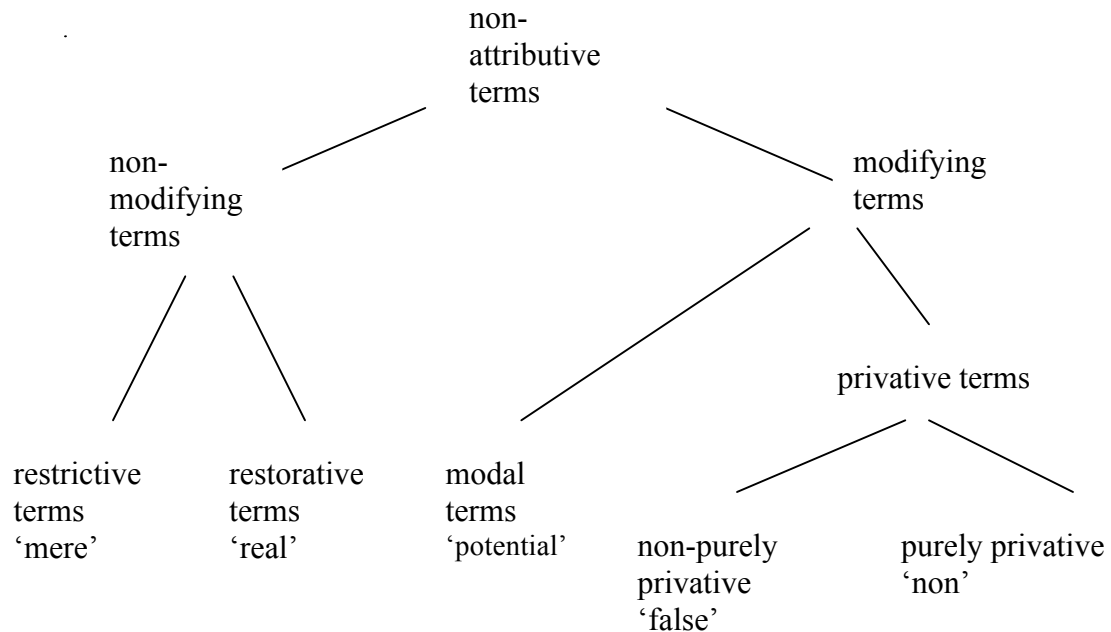 non-
attributive
terms
non-
modifying
terms
modifying
terms
privative terms
restrictive
terms
‘mere’
restorative
terms
‘real’
modal
terms
‘potential’
non-purely
privative
‘false’
purely privative
‘non’